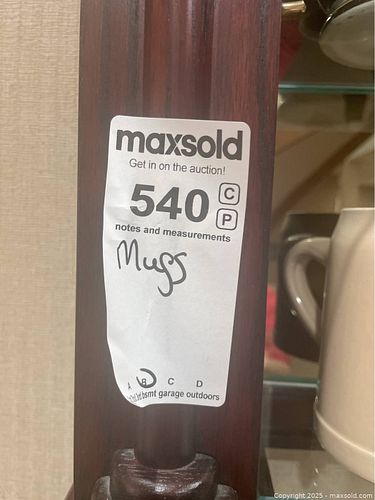 maxsold
Get in on the auction!
540 C
P
notes and measurements
Mugs
A B C D
bsmt garage outdoors
© Copyright 2025 - maxsold.com